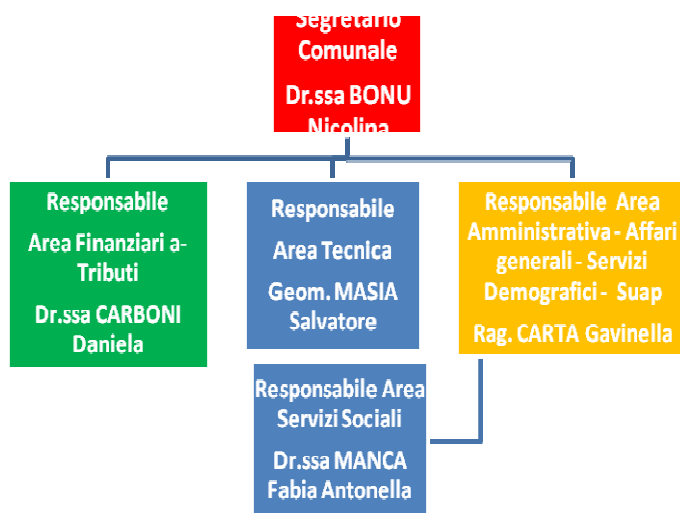 Segretario
Comunale
Dr.ssa BONU
Nicolina
Responsabile
Area Finanziari a-
Tributi
Dr.ssa CARBONI
Daniela
Responsabile
Area Tecnica
Geom. MASIA
Salvatore
Responsabile Area
Amministrativa - Affari
generali - Servizi
Demografici - Suap
Rag. CARTA Gavinella
Responsabile Area
Servizi Sociali
Dr.ssa MANCA
Fabia Antonella